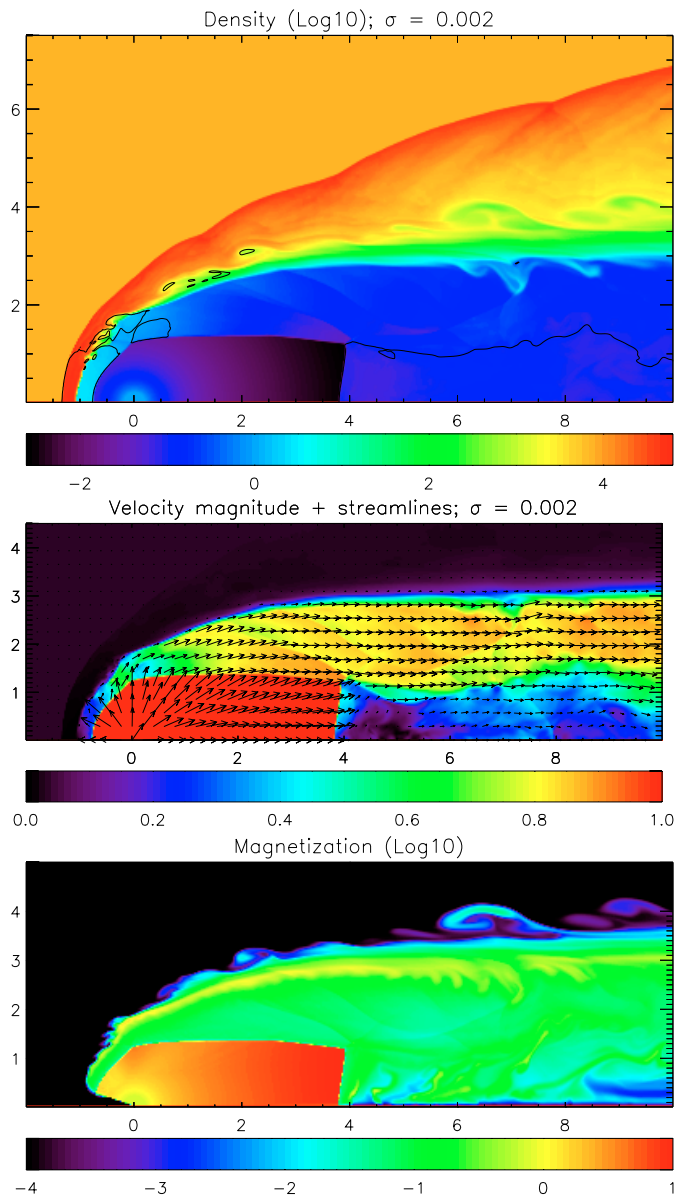 Density (Log10); σ = 0.002
6
4
2
0 2 4 6 8
−2 0 2 4
Velocity magnitude + streamlines; σ = 0.002
4
3
2
1
0 2 4 6 8
0.0 0.2 0.4 0.6 0.8 1.0
Magnetization (Log10)
4
3
2
1
0 2 4 6 8
−4 −3 −2 −1 0 1